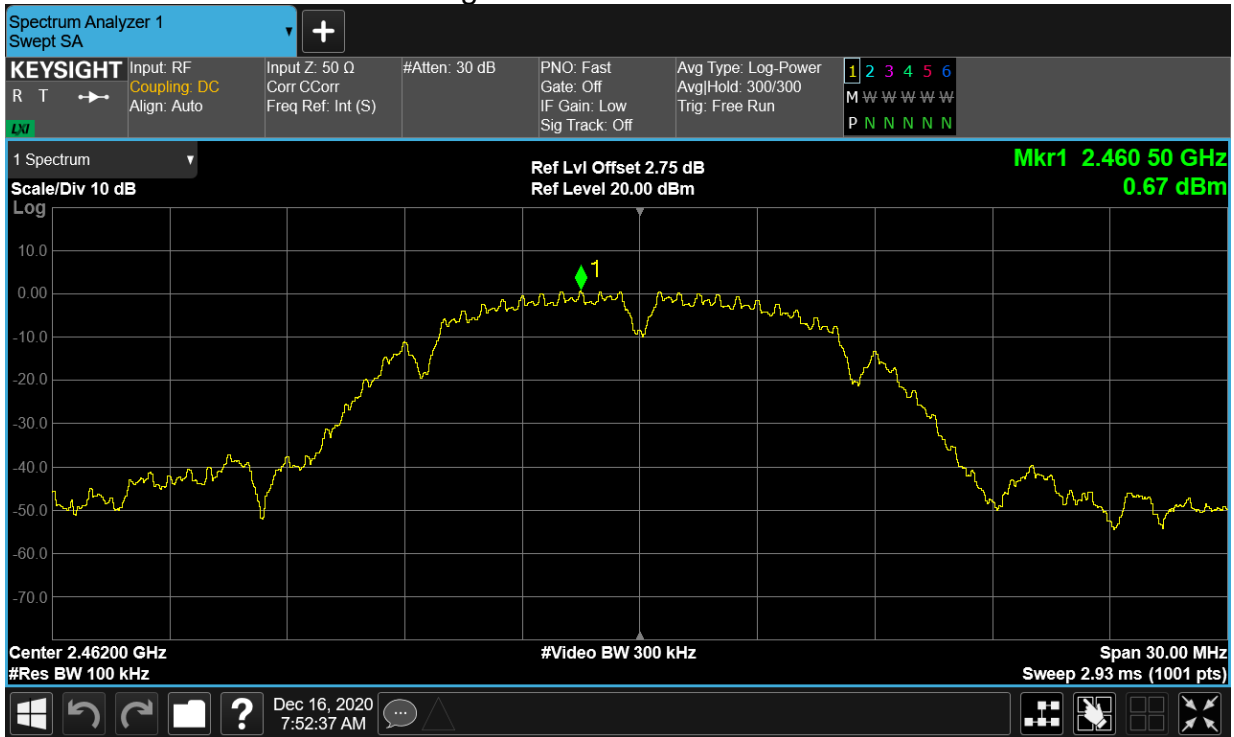 Spectrum Analyzer 1
Swept SA
KEYSIGHT
R T
LXI
Input: RF
Coupling: DC
Align: Auto
Input Z: 50 Ω
Corr CCorr
Freq Ref: Int (S)
#Atten: 30 dB
PNO: Fast
Gate: Off
IF Gain: Low
Sig Track: Off
Avg Type: Log-Power
Avg|Hold: 300/300
Trig: Free Run
1 2 3 4 5 6
M W W W W W
P N N N N N
1 Spectrum
Scale/Div 10 dB
Log
Ref Lvl Offset 2.75 dB
Ref Level 20.00 dBm
Mkr1 2.460 50 GHz
0.67 dBm
1
10.0
0.00
-10.0
-20.0
-30.0
-40.0
-50.0
-60.0
-70.0
Center 2.46200 GHz
#Res BW 100 kHz
#Video BW 300 kHz
Span 30.00 MHz
Sweep 2.93 ms (1001 pts)
?
Dec 16, 2020
7:52:37 AM